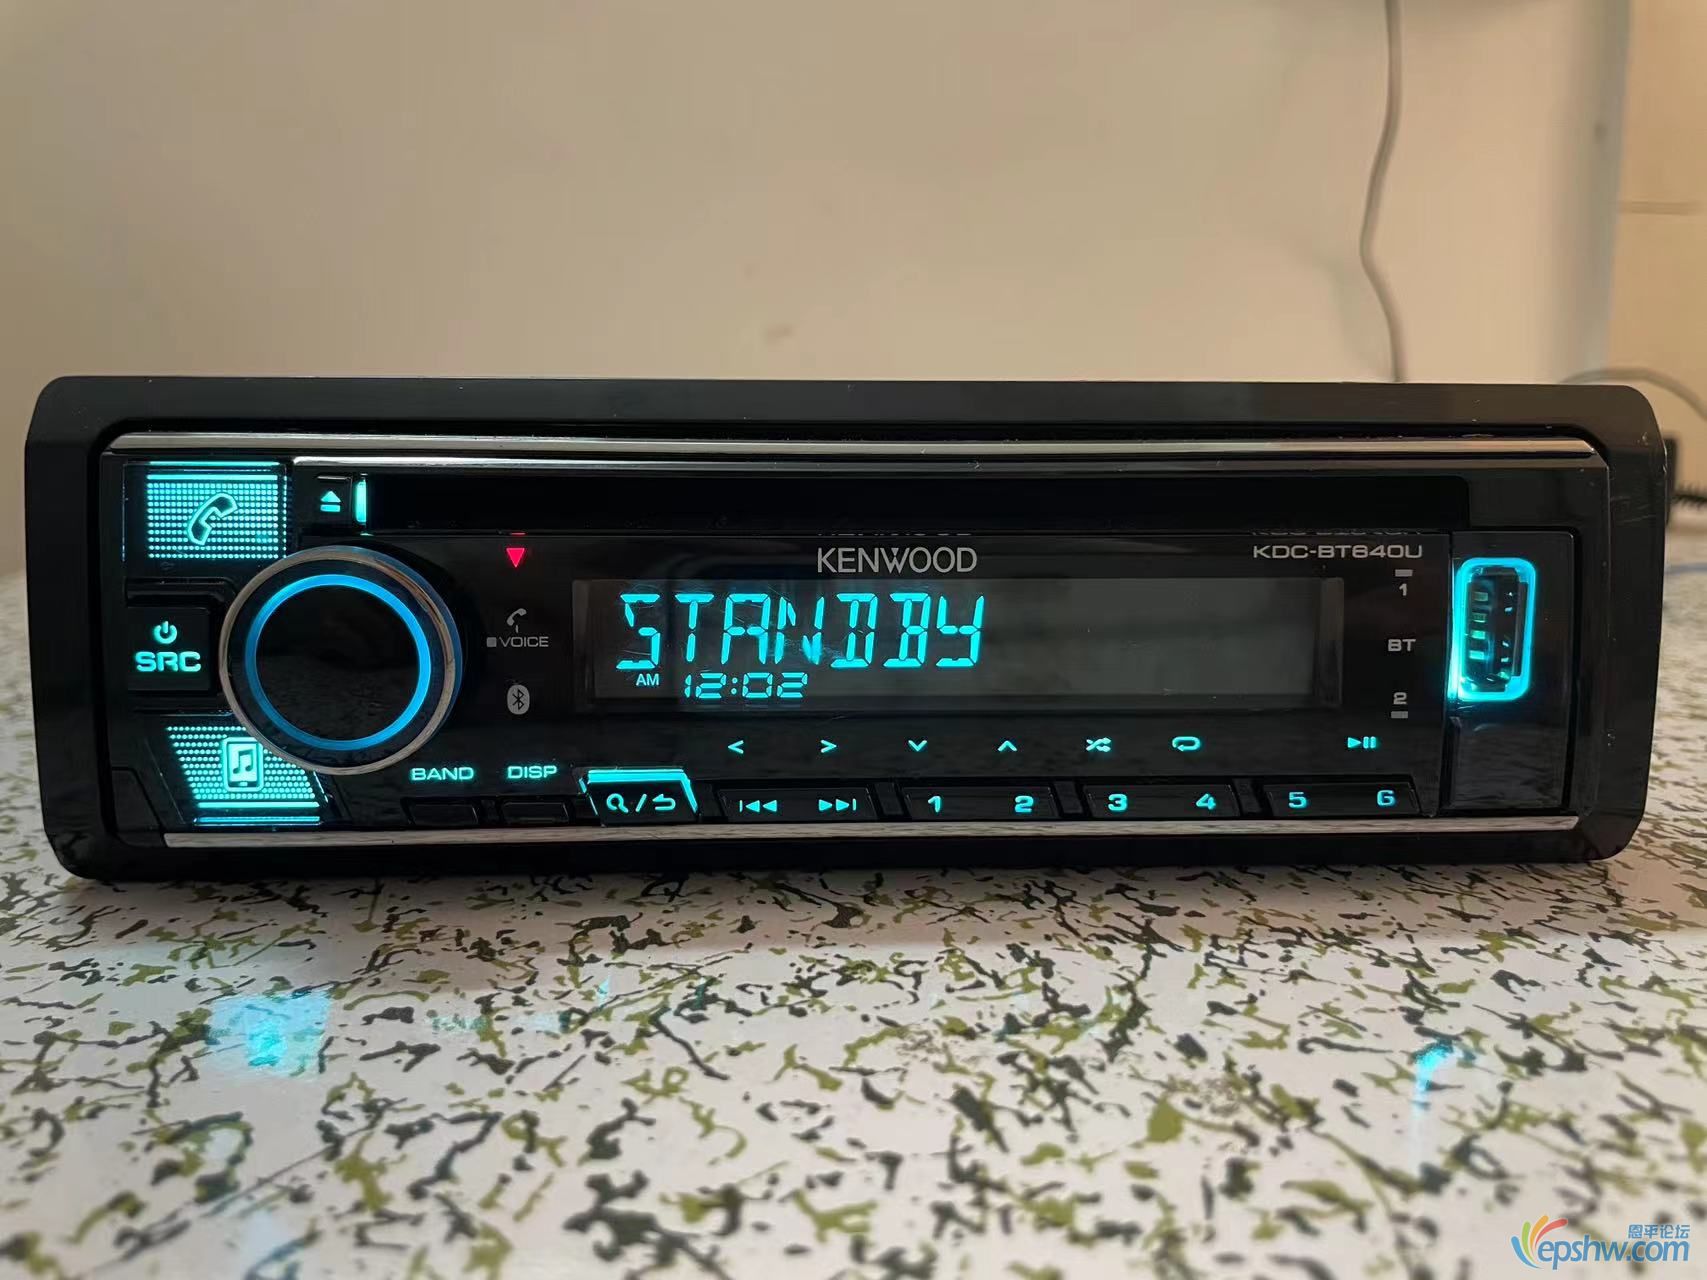 KENWOOD
KDC-BT640U
1
STANDBY
VOICE
BT
SRC
AM 12:02
2
BAND DISP
1 2 3 4 5 6
恩平论坛
epshw.com